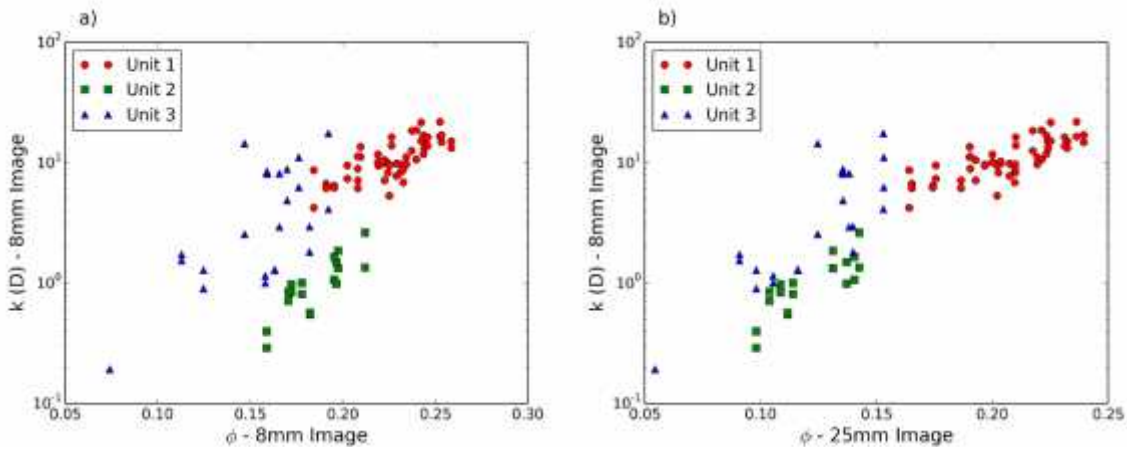 a)
k (D) - 8mm Image
10²
10¹
10⁰
10⁻¹
Unit 1
Unit 2
Unit 3
0.05 0.10 0.15 0.20 0.25 0.30
ϕ - 8mm Image
b)
k (D) - 8mm Image
10²
10¹
10⁰
10⁻¹
Unit 1
Unit 2
Unit 3
0.05 0.10 0.15 0.20 0.25
ϕ - 25mm Image